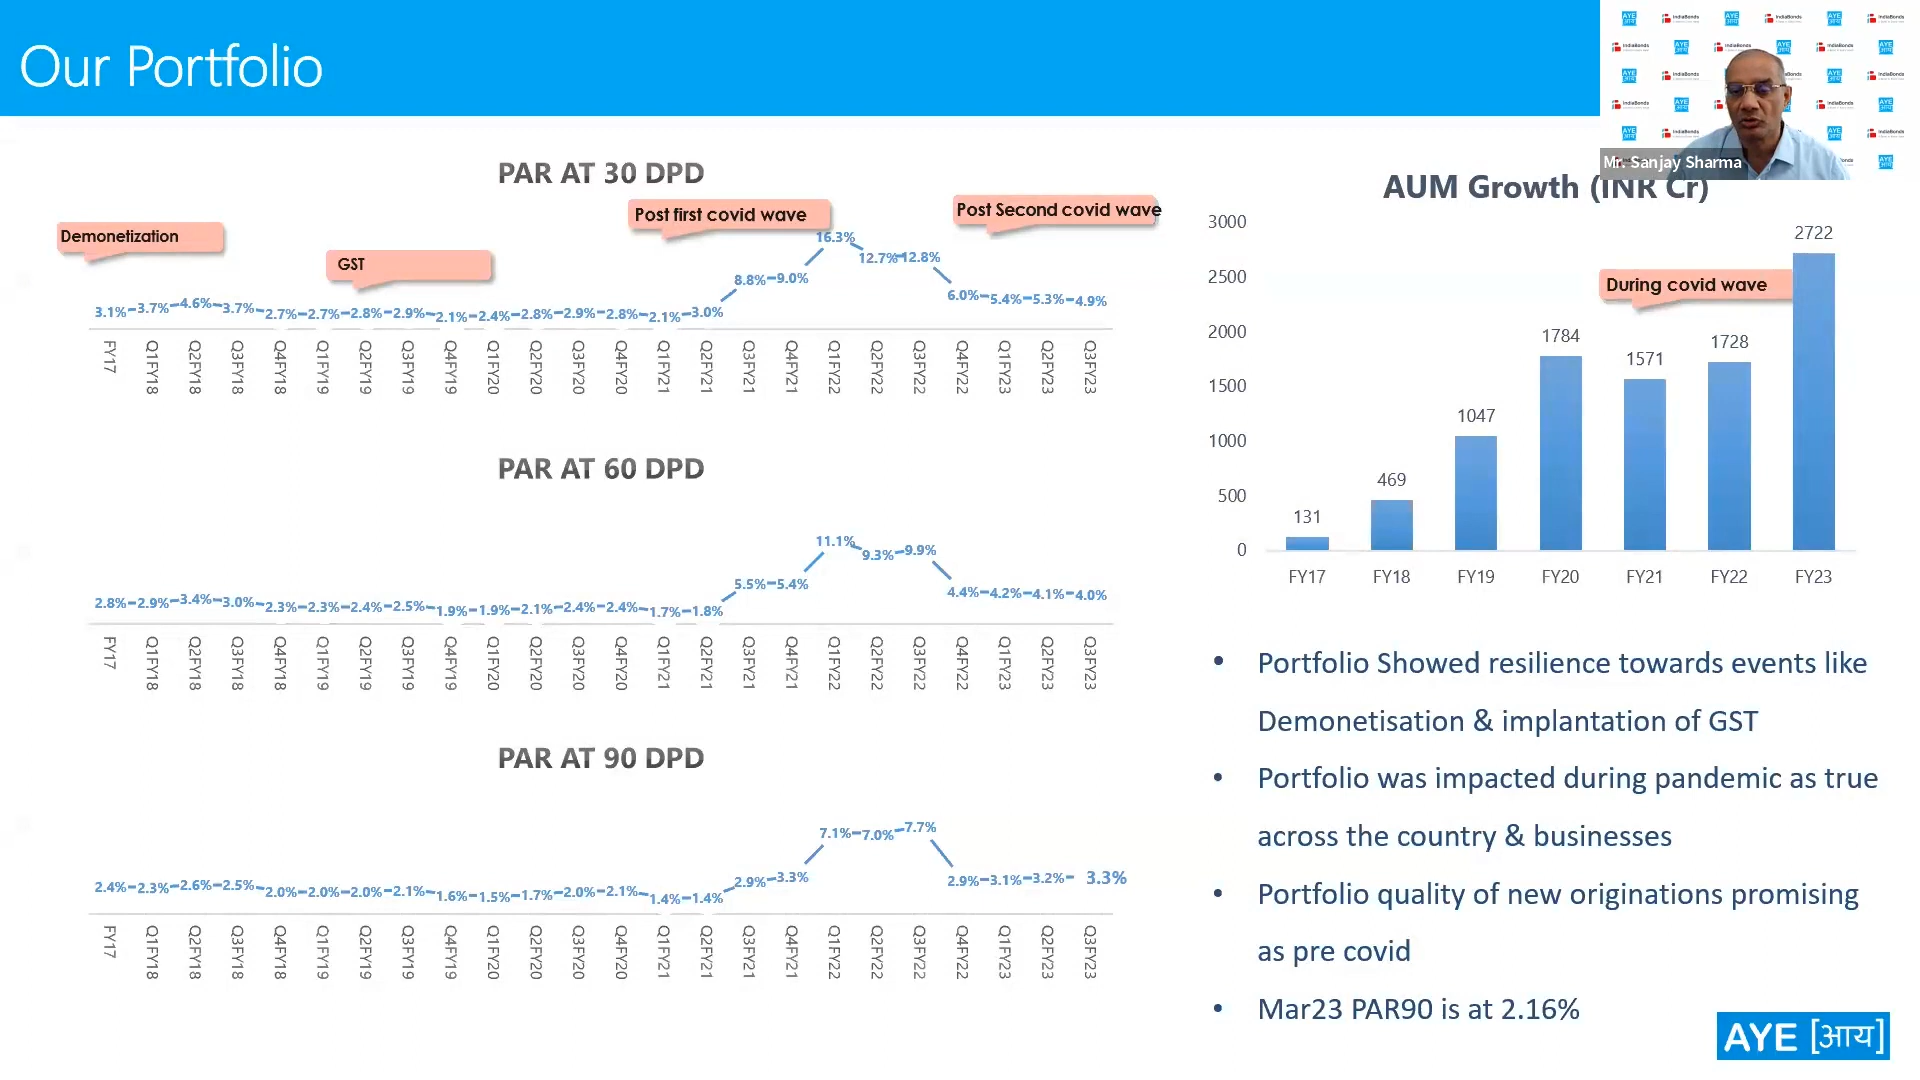 Our Portfolio
AYE
IndiaBonds
Mr. Sanjay Sharma
PAR AT 30 DPD
Demonetization
GST
Post first covid wave
Post Second covid wave
3.1% 3.7% 4.6% 3.7% 2.7% 2.7% 2.8% 2.9% 2.1% 2.4% 2.8% 2.9% 2.8% 2.1% 3.0% 8.8% 9.0% 16.3% 12.7% 12.8% 6.0% 5.4% 5.3% 4.9%
FY17 Q1FY18 Q2FY18 Q3FY18 Q4FY18 Q1FY19 Q2FY19 Q3FY19 Q4FY19 Q1FY20 Q2FY20 Q3FY20 Q4FY20 Q1FY21 Q2FY21 Q3FY21 Q4FY21 Q1FY22 Q2FY22 Q3FY22 Q4FY22 Q1FY23 Q2FY23 Q3FY23
PAR AT 60 DPD
2.8% 2.9% 3.4% 3.0% 2.3% 2.3% 2.4% 2.5% 1.9% 1.9% 2.1% 2.4% 2.4% 1.7% 1.8% 5.5% 5.4% 11.1% 9.3% 9.9% 4.4% 4.2% 4.1% 4.0%
FY17 Q1FY18 Q2FY18 Q3FY18 Q4FY18 Q1FY19 Q2FY19 Q3FY19 Q4FY19 Q1FY20 Q2FY20 Q3FY20 Q4FY20 Q1FY21 Q2FY21 Q3FY21 Q4FY21 Q1FY22 Q2FY22 Q3FY22 Q4FY22 Q1FY23 Q2FY23 Q3FY23
PAR AT 90 DPD
2.4% 2.3% 2.6% 2.5% 2.0% 2.0% 2.0% 2.1% 1.6% 1.5% 1.7% 2.0% 2.1% 1.4% 1.4% 2.9% 3.3% 7.1% 7.0% 7.7% 2.9% 3.1% 3.2% 3.3%
FY17 Q1FY18 Q2FY18 Q3FY18 Q4FY18 Q1FY19 Q2FY19 Q3FY19 Q4FY19 Q1FY20 Q2FY20 Q3FY20 Q4FY20 Q1FY21 Q2FY21 Q3FY21 Q4FY21 Q1FY22 Q2FY22 Q3FY22 Q4FY22 Q1FY23 Q2FY23 Q3FY23
AUM Growth (INR Cr)
3000
2500
2000
1500
1000
500
0
During covid wave
131 469 1047 1784 1571 1728 2722
FY17 FY18 FY19 FY20 FY21 FY22 FY23
• Portfolio Showed resilience towards events like
Demonetisation & implantation of GST
• Portfolio was impacted during pandemic as true
across the country & businesses
• Portfolio quality of new originations promising
as pre covid
• Mar23 PAR90 is at 2.16%
AYE [आय]